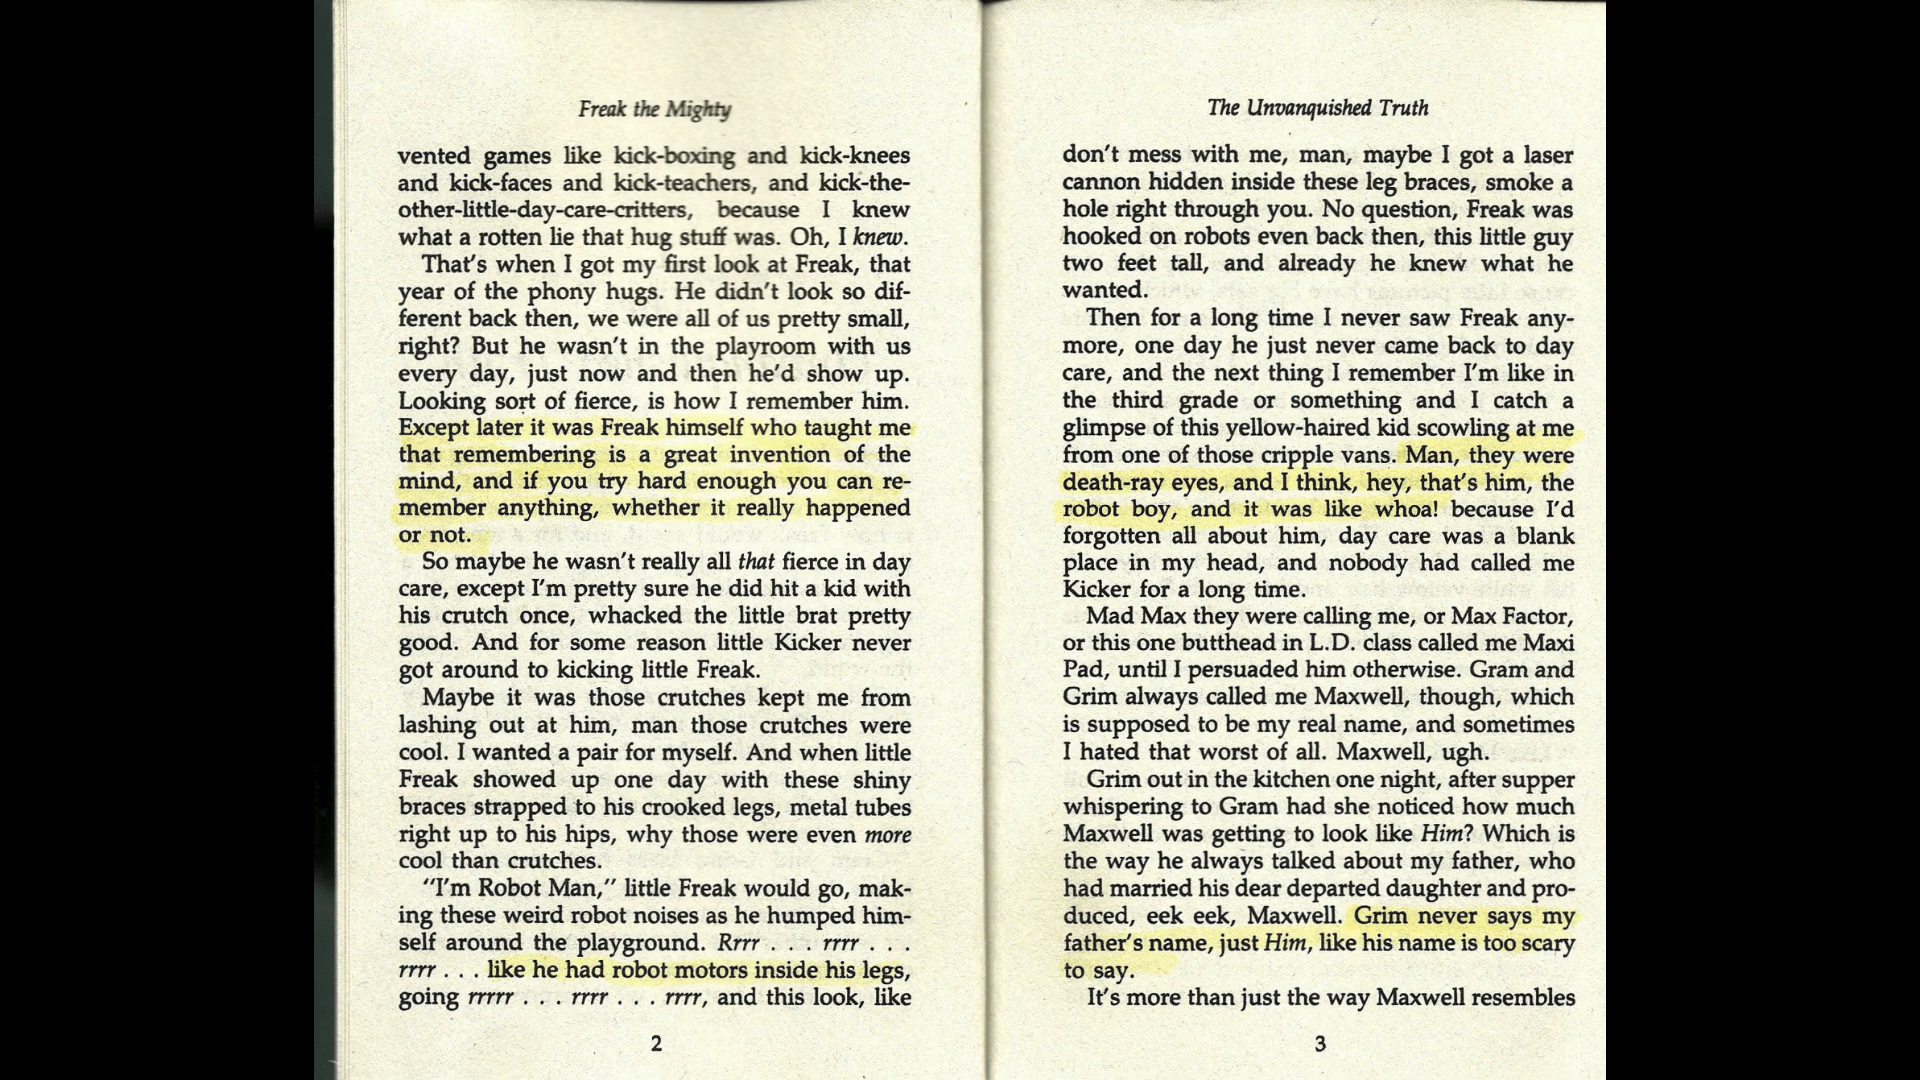 Freak the Mighty
vented games like kick-boxing and kick-knees
and kick-faces and kick-teachers, and kick-the-
other-little-day-care-critters, because I knew
what a rotten lie that hug stuff was. Oh, I knew.
That's when I got my first look at Freak, that
year of the phony hugs. He didn't look so dif-
ferent back then, we were all of us pretty small,
right? But he wasn't in the playroom with us
every day, just now and then he'd show up.
Looking sort of fierce, is how I remember him.
Except later it was Freak himself who taught me
that remembering is a great invention of the
mind, and if you try hard enough you can re-
member anything, whether it really happened
or not.
So maybe he wasn't really all that fierce in day
care, except I'm pretty sure he did hit a kid with
his crutch once, whacked the little brat pretty
good. And for some reason little Kicker never
got around to kicking little Freak.
Maybe it was those crutches kept me from
lashing out at him, man those crutches were
cool. I wanted a pair for myself. And when little
Freak showed up one day with these shiny
braces strapped to his crooked legs, metal tubes
right up to his hips, why those were even more
cool than crutches.
"I'm Robot Man," little Freak would go, mak-
ing these weird robot noises as he humped him-
self around the playground. Rrrr . . . rrrr . . .
rrrr . . . like he had robot motors inside his legs,
going rrrrr . . . rrrr . . . rrrr, and this look, like
2
The Unvanquished Truth
don't mess with me, man, maybe I got a laser
cannon hidden inside these leg braces, smoke a
hole right through you. No question, Freak was
hooked on robots even back then, this little guy
two feet tall, and already he knew what he
wanted.
Then for a long time I never saw Freak any-
more, one day he just never came back to day
care, and the next thing I remember I'm like in
the third grade or something and I catch a
glimpse of this yellow-haired kid scowling at me
from one of those cripple vans. Man, they were
death-ray eyes, and I think, hey, that's him, the
robot boy, and it was like whoa! because I'd
forgotten all about him, day care was a blank
place in my head, and nobody had called me
Kicker for a long time.
Mad Max they were calling me, or Max Factor,
or this one butthead in L.D. class called me Maxi
Pad, until I persuaded him otherwise. Gram and
Grim always called me Maxwell, though, which
is supposed to be my real name, and sometimes
I hated that worst of all. Maxwell, ugh.
Grim out in the kitchen one night, after supper
whispering to Gram had she noticed how much
Maxwell was getting to look like Him? Which is
the way he always talked about my father, who
had married his dear departed daughter and pro-
duced, eek eek, Maxwell. Grim never says my
father's name, just Him, like his name is too scary
to say.
It's more than just the way Maxwell resembles
3